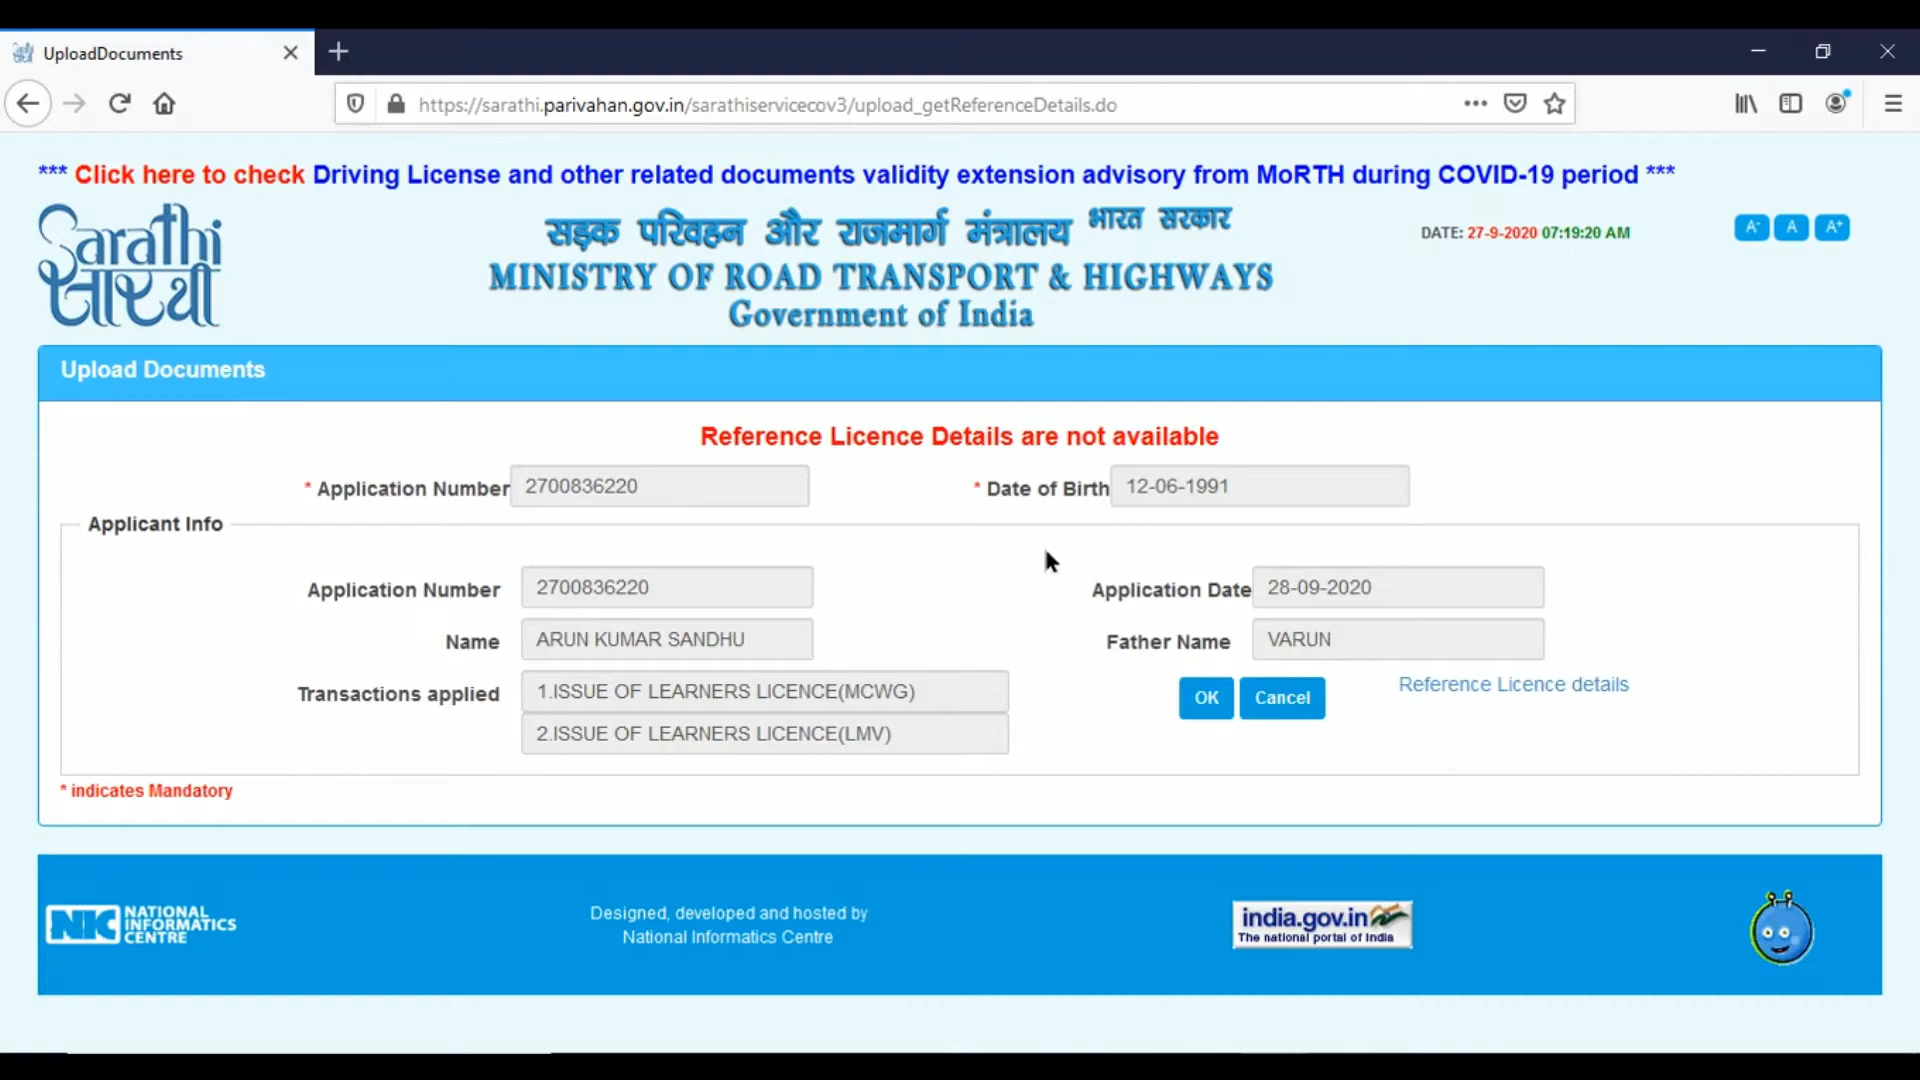 UploadDocuments
https://sarathi.parivahan.gov.in/sarathiservicecov3/upload_getReferenceDetails.do
*** Click here to check Driving License and other related documents validity extension advisory from MoRTH during COVID-19 period ***
Sarathi
सारथी
सड़क परिवहन और राजमार्ग मंत्रालय भारत सरकार
MINISTRY OF ROAD TRANSPORT & HIGHWAYS
Government of India
DATE: 27-9-2020 07:19:20 AM
A- A A+
Upload Documents
Reference Licence Details are not available
* Application Number 2700836220 * Date of Birth 12-06-1991
Applicant Info
Application Number 2700836220 Application Date 28-09-2020
Name ARUN KUMAR SANDHU Father Name VARUN
Transactions applied 1.ISSUE OF LEARNERS LICENCE(MCWG) OK Cancel Reference Licence details
2.ISSUE OF LEARNERS LICENCE(LMV)
* indicates Mandatory
NIC NATIONAL
INFORMATICS
CENTRE
Designed, developed and hosted by
National Informatics Centre
india.gov.in
The national portal of India